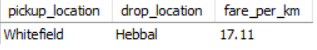 pickup_location drop_location fare_per_km
Whitefield Hebbal 17.11